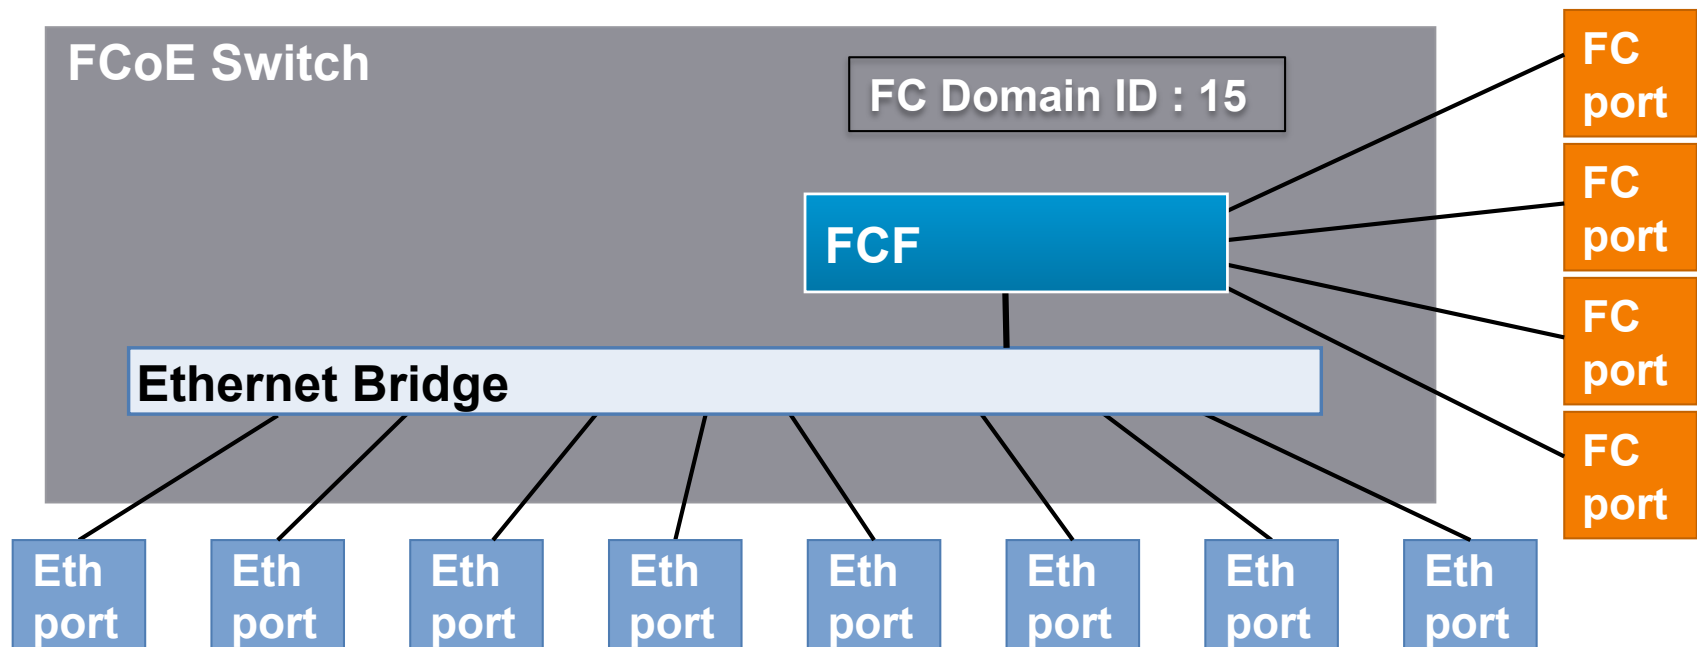 FCoE Switch
FC Domain ID : 15
FC
port
FC
port
FC
port
FC
port
FCF
Ethernet Bridge
Eth
port
Eth
port
Eth
port
Eth
port
Eth
port
Eth
port
Eth
port
Eth
port